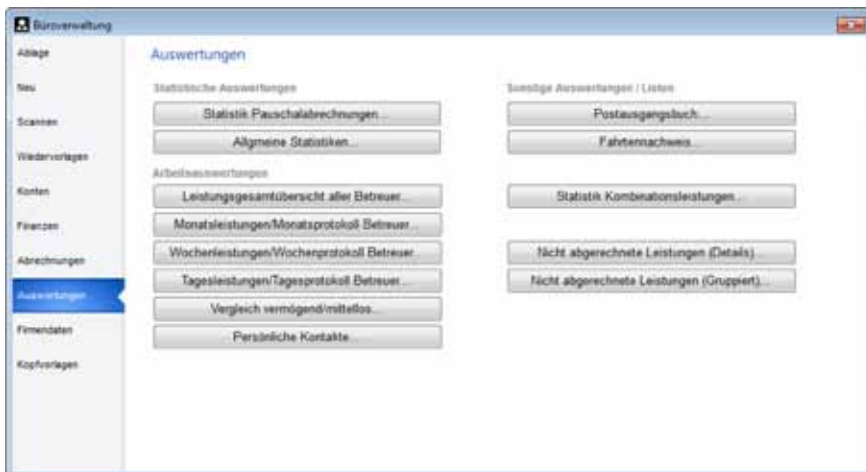 Büroverwaltung
Ablage
Neu
Scannen
Wiedervorlagen
Konten
Finanzen
Abrechnungen
Auswertungen
Firmendaten
Kopfvorlagen
Auswertungen
Statistische Auswertungen
Statistik Pauschalabrechnungen...
Allgmeine Statistiken...
Arbeitsauswertungen
Leistungsgesamtübersicht aller Betreuer...
Monatsleistungen/Monatsprotokoll Betreuer...
Wochenleistungen/Wochenprotokoll Betreuer...
Tagesleistungen/Tagesprotokoll Betreuer...
Vergleich vermögend/mittellos...
Persönliche Kontakte...
Sonstige Auswertungen / Listen
Postausgangsbuch...
Fahrtennachweis...
Statistik Kombinationsleistungen...
Nicht abgerechnete Leistungen (Details)...
Nicht abgerechnete Leistungen (Gruppiert)...